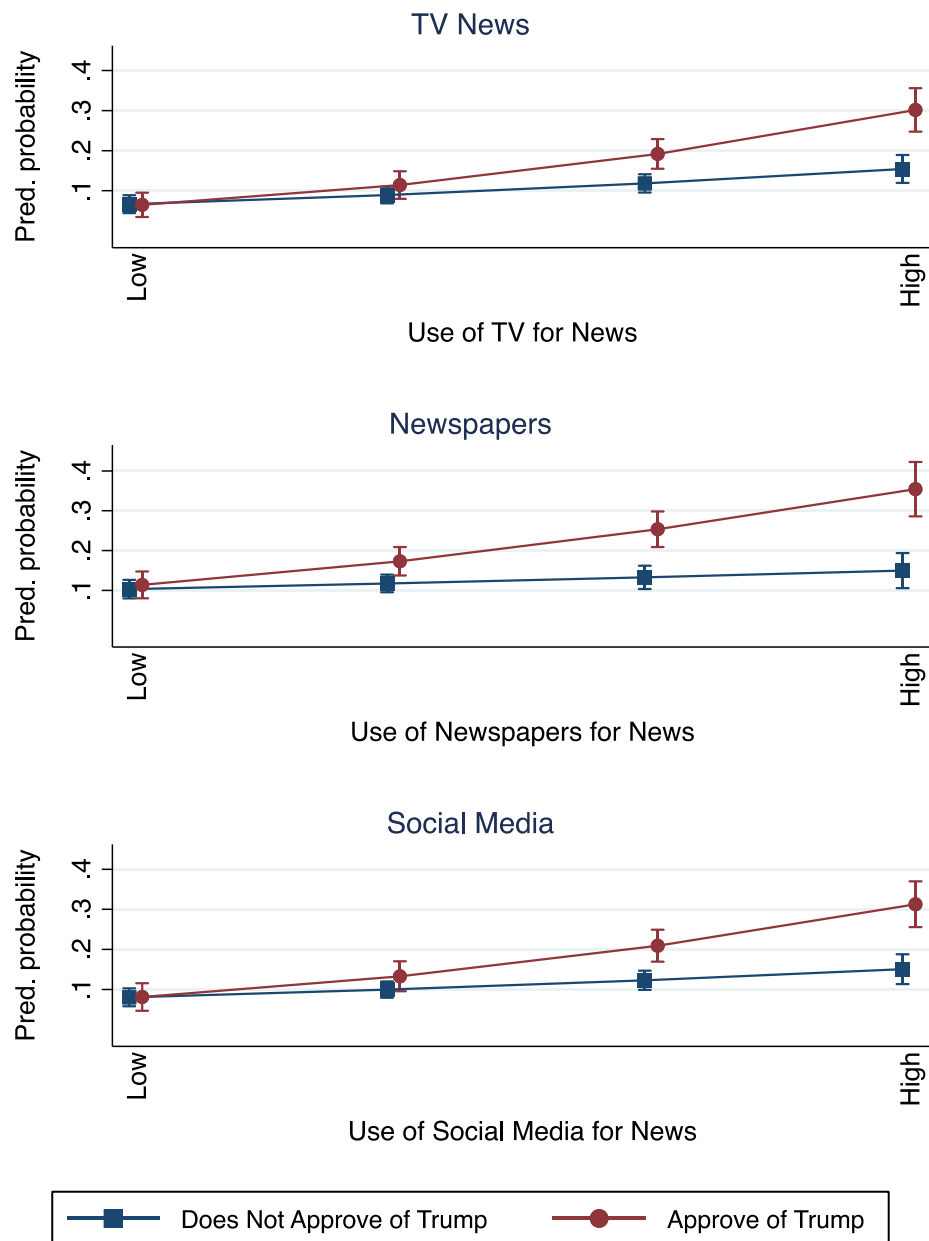 TV News
Pred. probability
.4
.3
.2
.1
Low
High
Use of TV for News
Newspapers
Pred. probability
.4
.3
.2
.1
Low
High
Use of Newspapers for News
Social Media
Pred. probability
.4
.3
.2
.1
Low
High
Use of Social Media for News
Does Not Approve of Trump
Approve of Trump